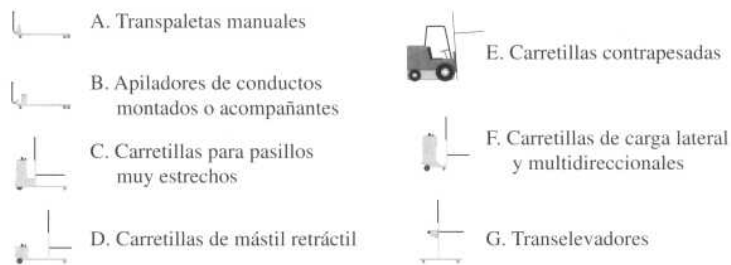 A. Transpaletas manuales
B. Apiladores de conductos
montados o acompañantes
C. Carretillas para pasillos
muy estrechos
D. Carretillas de mástil retráctil
E. Carretillas contrapesadas
F. Carretillas de carga lateral
y multidireccionales
G. Transelevadores